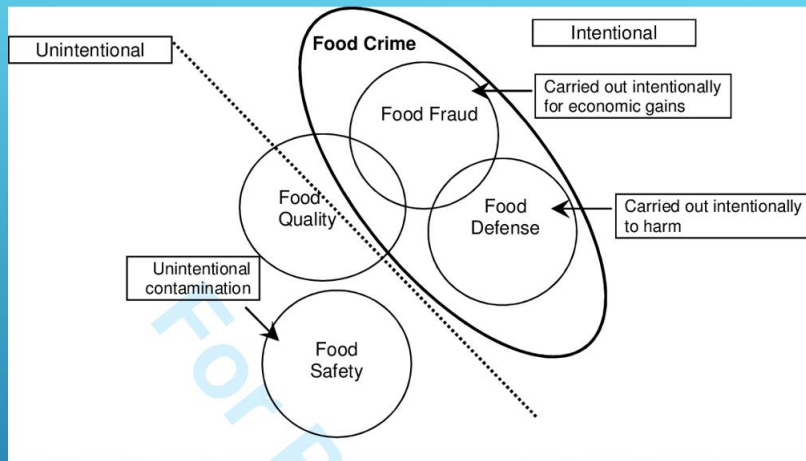 Unintentional
Food Crime
Intentional
Carried out intentionally
for economic gains
Food Fraud
Food
Quality
Food
Defense
Carried out intentionally
to harm
Unintentional
contamination
Food
Safety
For